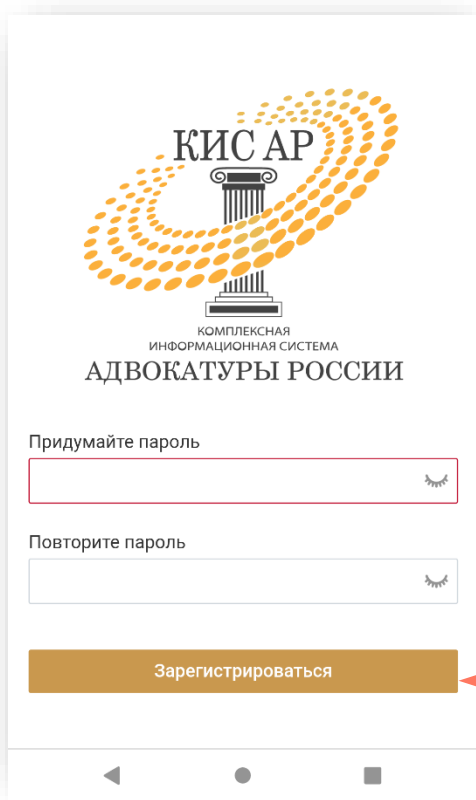 КИС АР
КОМПЛЕКСНАЯ
ИНФОРМАЦИОННАЯ СИСТЕМА
АДВОКАТУРЫ РОССИИ
Придумайте пароль
Повторите пароль
Зарегистрироваться